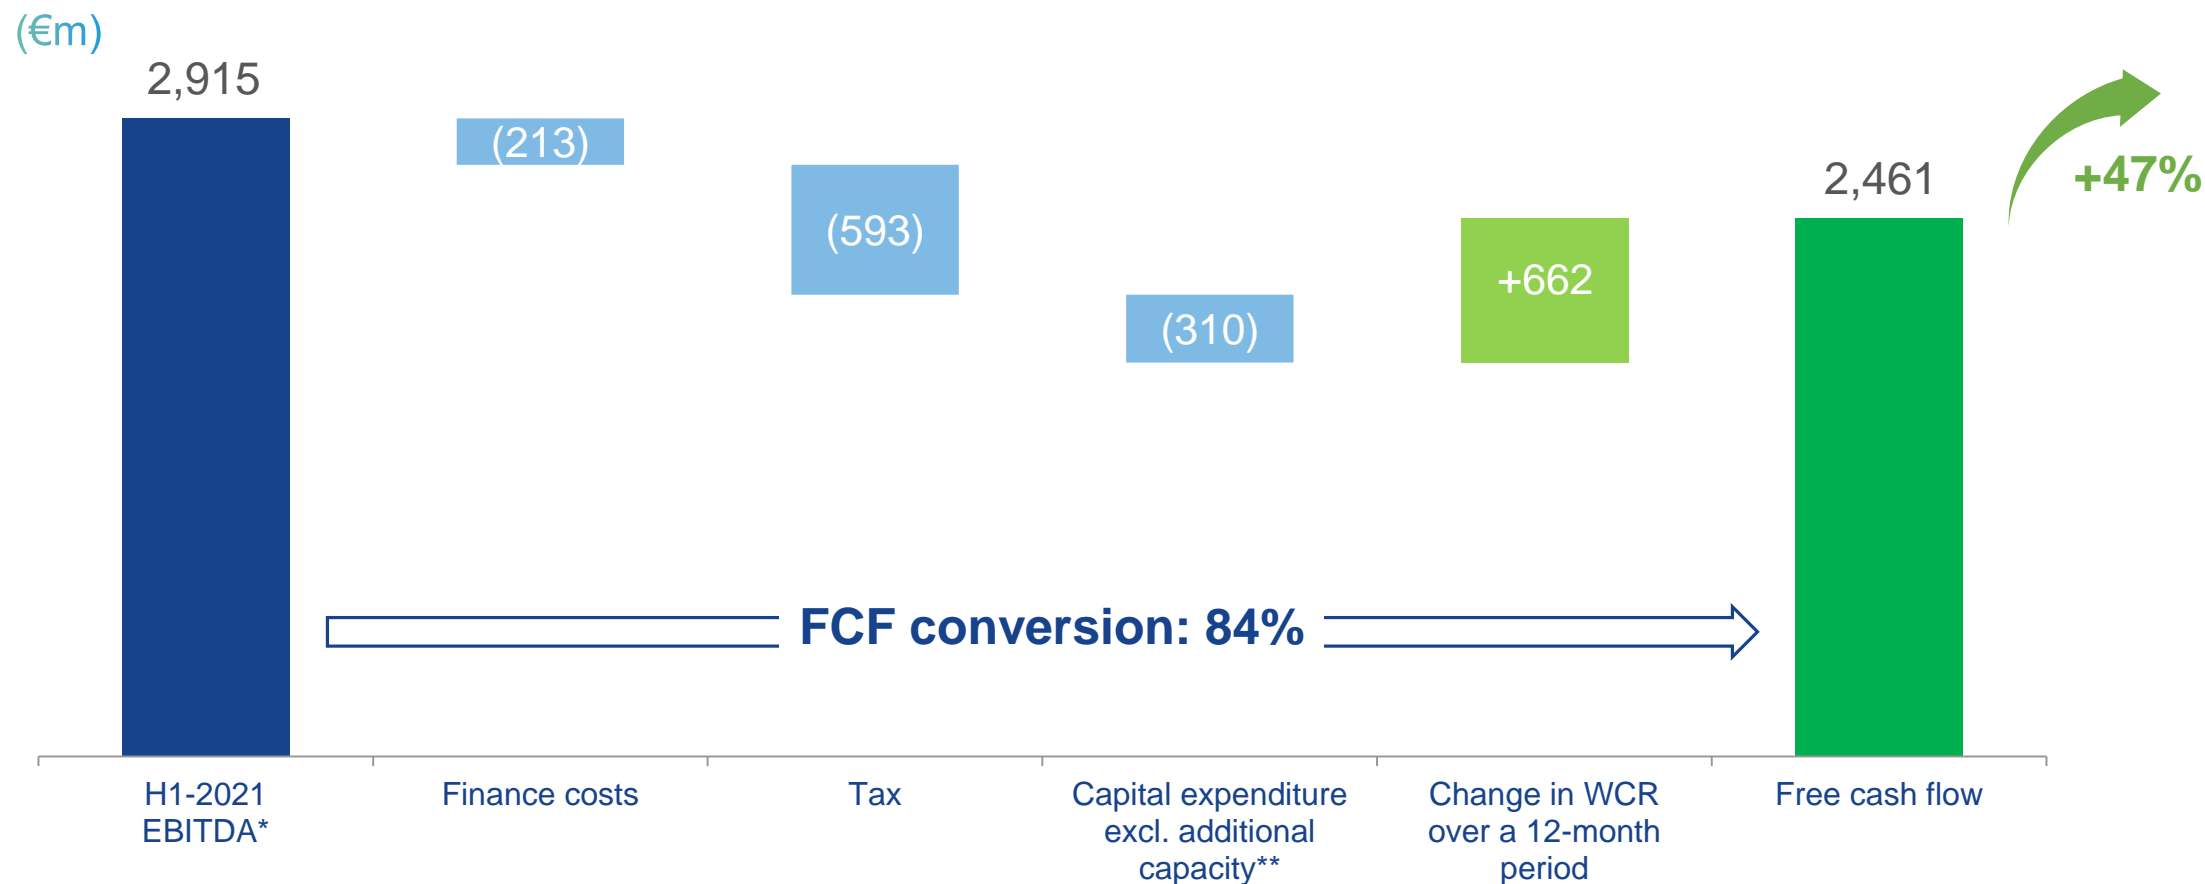 (€m)
2,915
(213)
(593)
(310)
+662
2,461
+47%
FCF conversion: 84%
H1-2021
EBITDA*
Finance costs
Tax
Capital expenditure
excl. additional
capacity**
Change in WCR
over a 12-month
period
Free cash flow